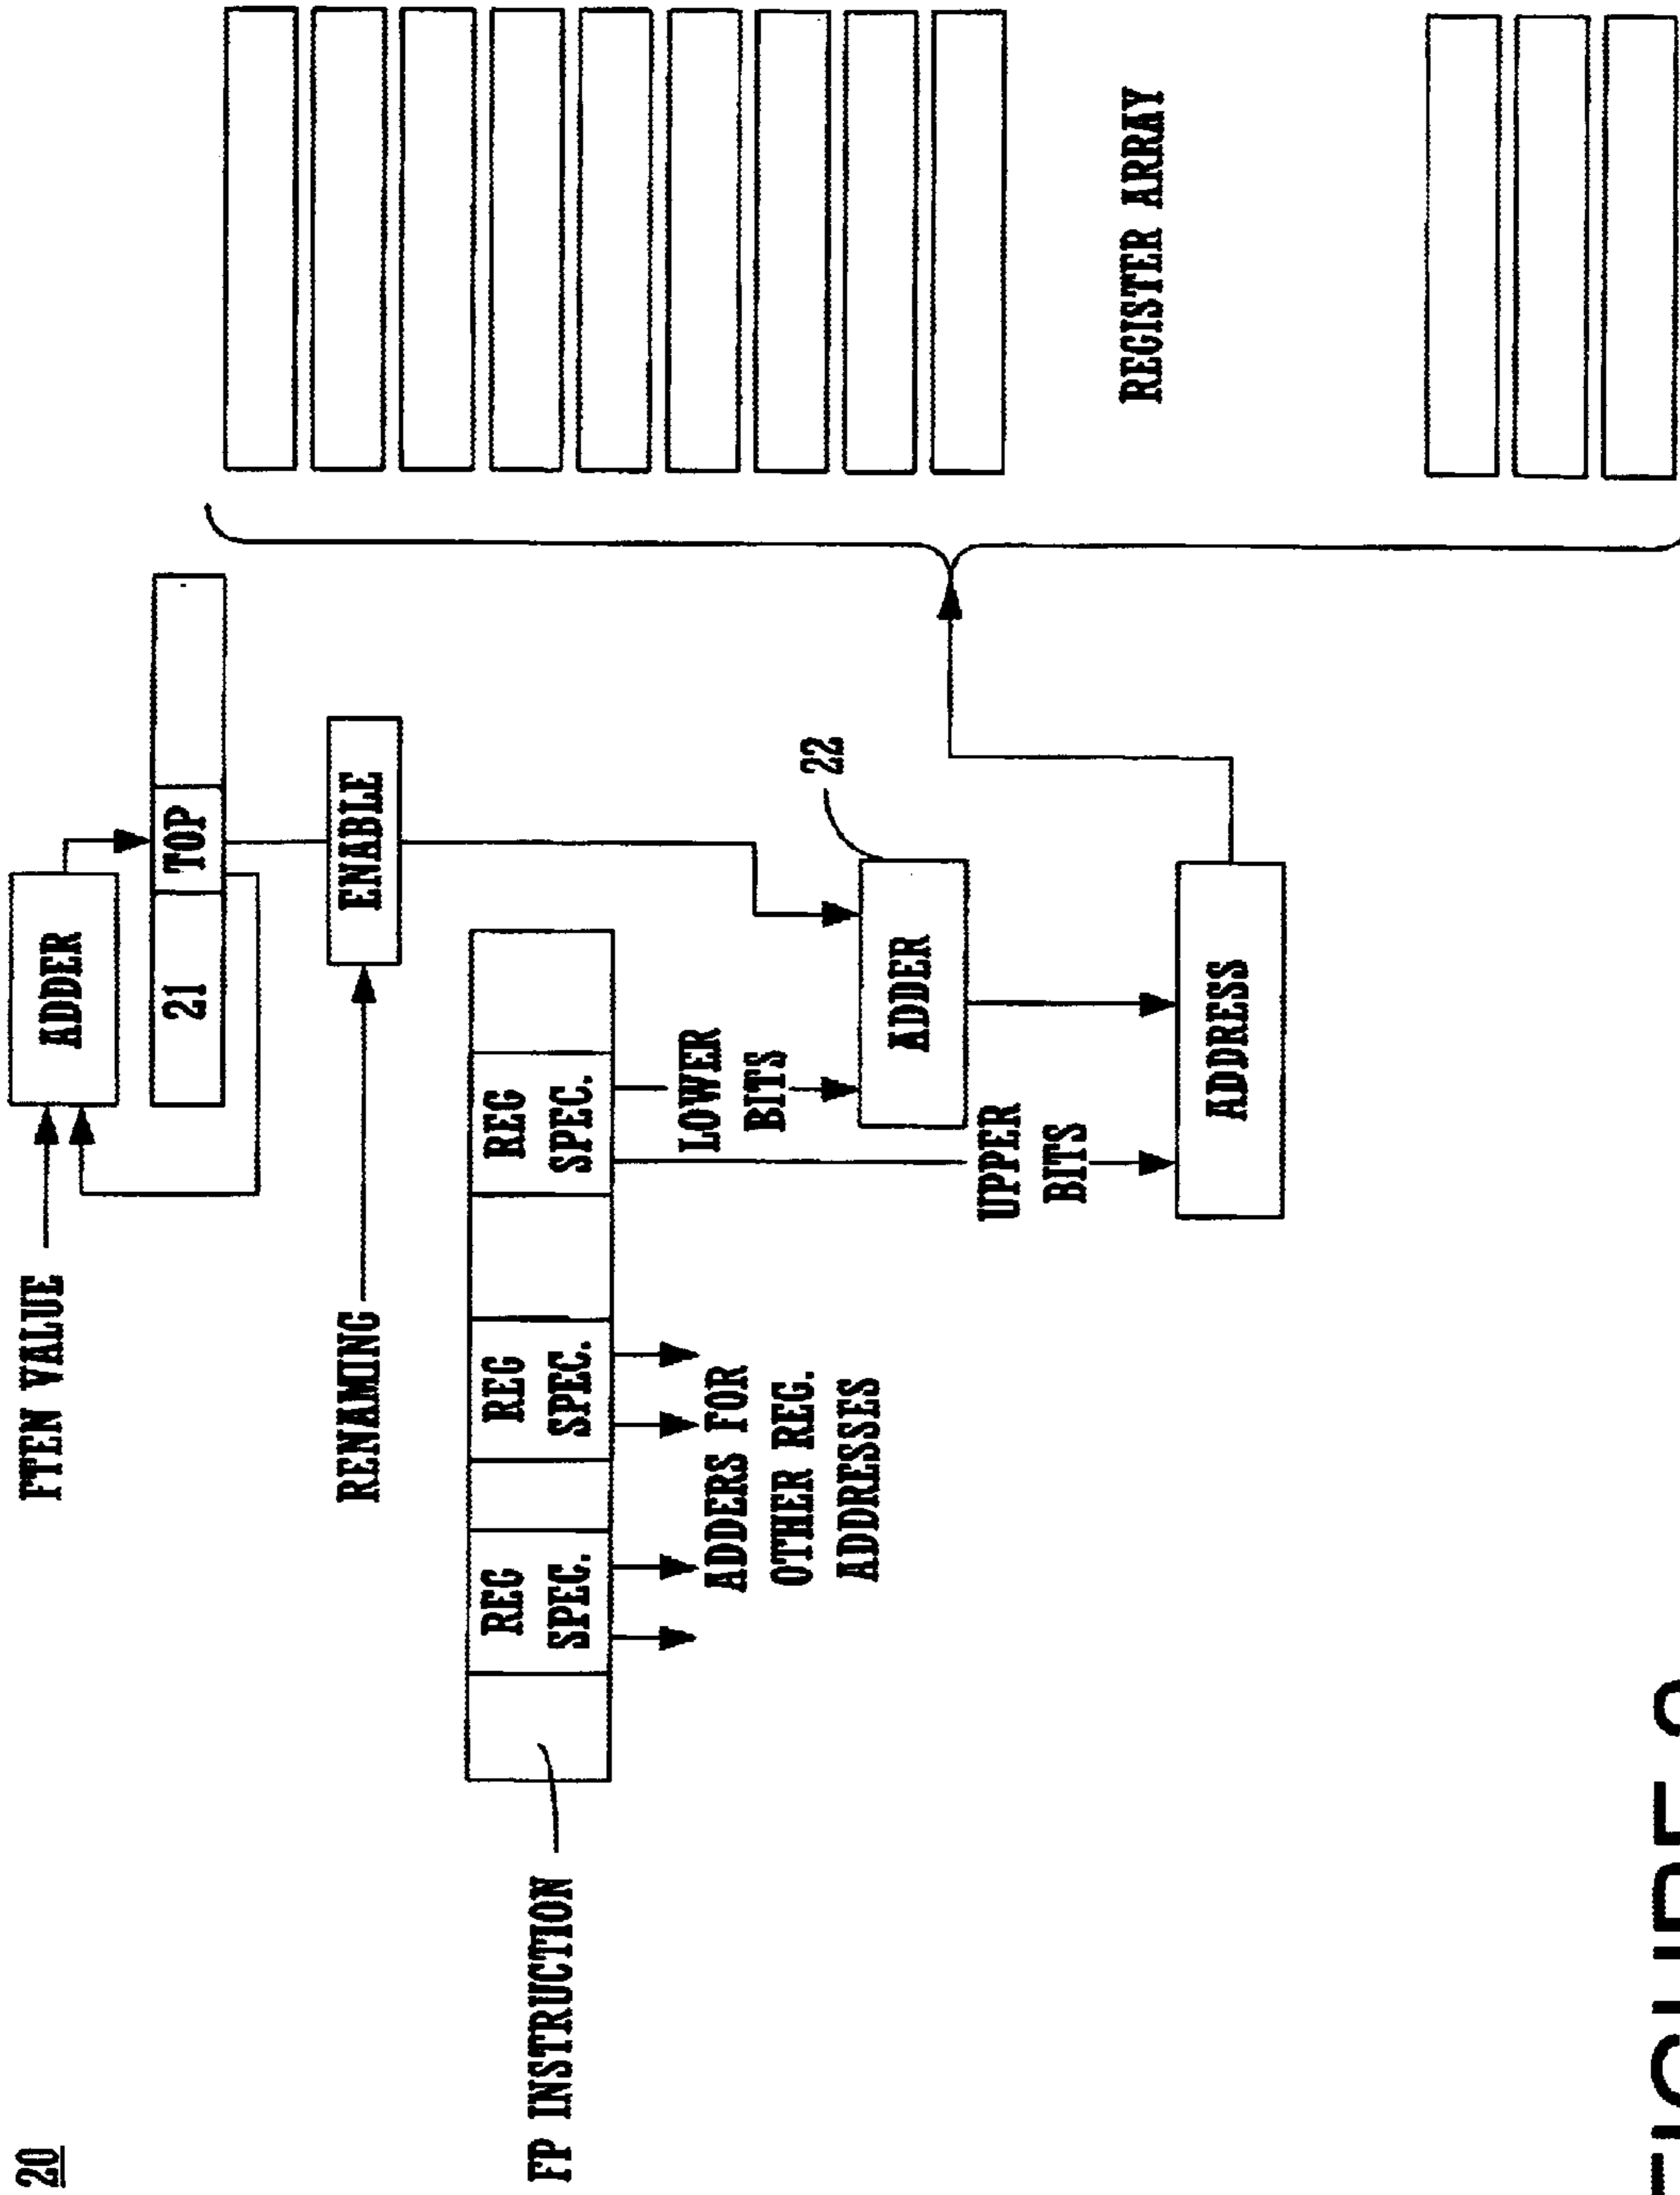 20
FTEN VALUE
ADDER
21
TOP
RENAMING
ENABLE
FP INSTRUCTION
REG
SPEC.
REG
SPEC.
REG
SPEC.
ADDERS FOR
OTHER REG.
ADDRESSES
LOWER
BITS
UPPER
BITS
22
ADDER
ADDRESS
REGISTER ARRAY